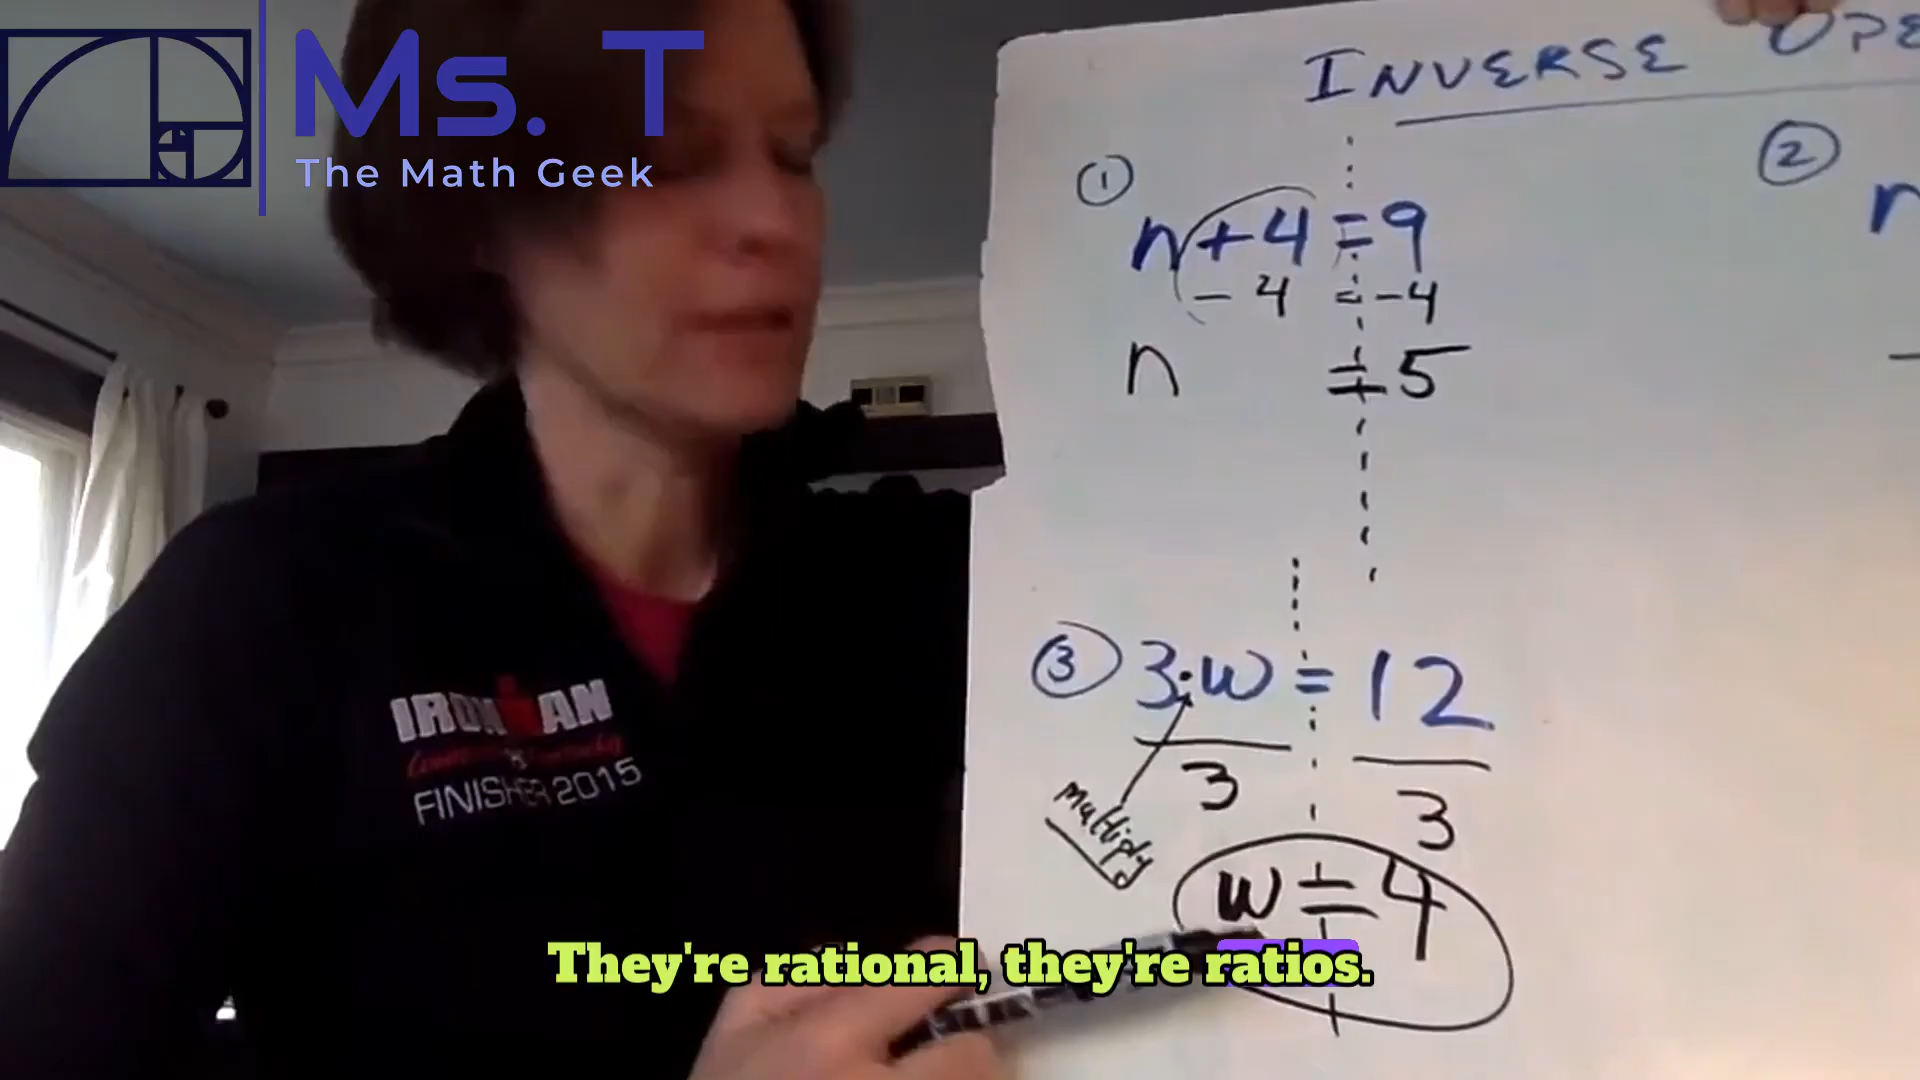 Ms. T
The Math Geek
INVERSE OPE
①
n + 4 = 9
- 4 = -4
n = 5
②
n
③ 3·w = 12
3 3
multiply
w = 4
IRONMAN
FINISHER 2015
They're rational, they're ratios.